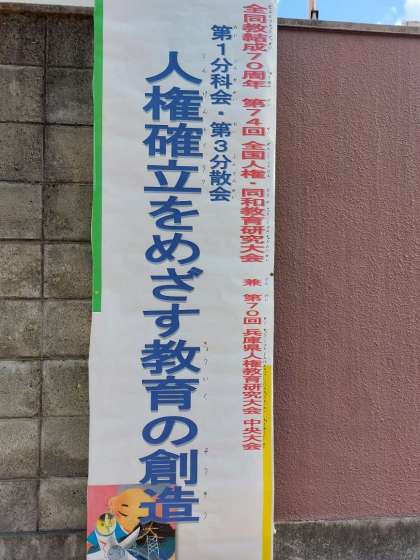 全同教結成70周年 第74回 全国人権・同和教育研究大会
兼 第70回 兵庫県人権教育研究大会 中央大会
第1分科会・第3分散会
人権確立をめざす教育の創造